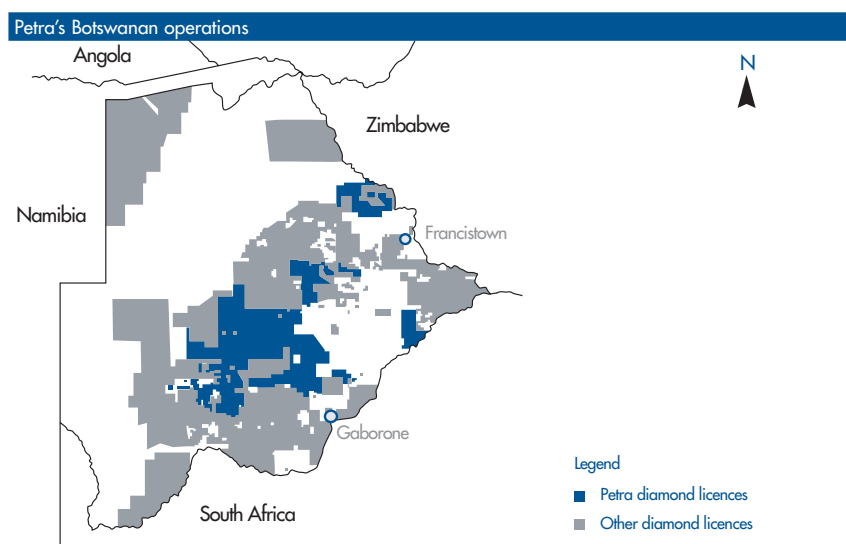 Petra's Botswanan operations
Angola
N
Zimbabwe
Namibia
Francistown
Gaborone
Legend
Petra diamond licences
South Africa
Other diamond licences